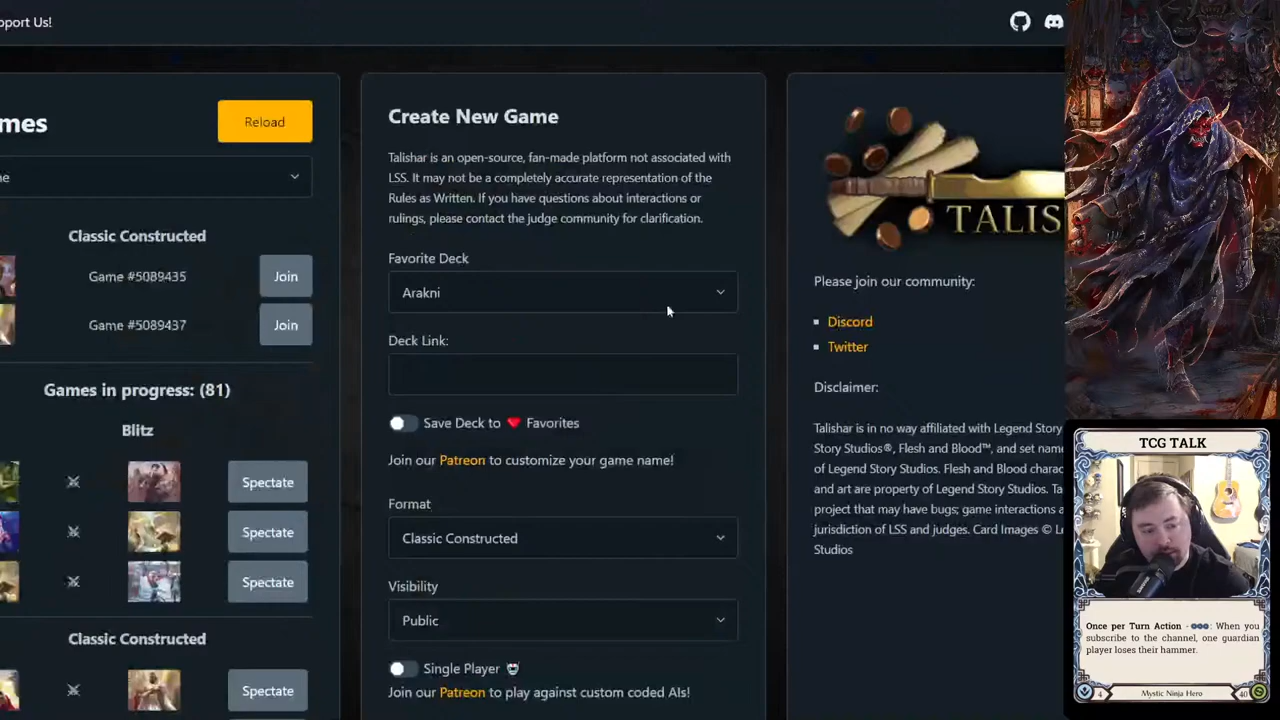 pport Us!
mes
Reload
ne
Classic Constructed
Game #5089435
Join
Game #5089437
Join
Games in progress: (81)
Blitz
Spectate
Spectate
Spectate
Classic Constructed
Spectate
Create New Game
Talishar is an open-source, fan-made platform not associated with
LSS. It may not be a completely accurate representation of the
Rules as Written. If you have questions about interactions or
rulings, please contact the judge community for clarification.
Favorite Deck
Arakni
Deck Link:
Save Deck to ❤️ Favorites
Join our Patreon to customize your game name!
Format
Classic Constructed
Visibility
Public
Single Player
Join our Patreon to play against custom coded AIs!
TALIS
Please join our community:
Discord
Twitter
Disclaimer:
Talishar is in no way affiliated with Legend Story
Story Studios®, Flesh and Blood™, and set name
of Legend Story Studios. Flesh and Blood charac
and art are property of Legend Story Studios. Ta
project that may have bugs; game interactions a
jurisdiction of LSS and judges. Card Images © Le
Studios
TCG TALK
Once per Turn Action - : When you
subscribe to the channel, one guardian
player loses their hammer.
4
Mystic Ninja Hero
40